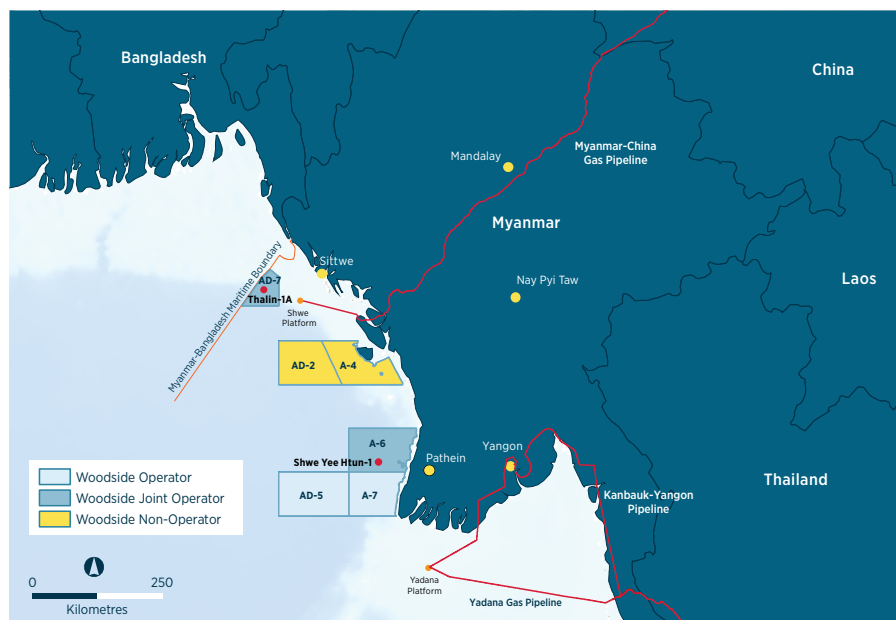 Bangladesh
China
Mandalay
Myanmar-China
Gas Pipeline
Myanmar
Sittwe
Myanmar-Bangladesh Maritime Boundary
AD-7
Thalin-1A
Shwe
Platform
Nay Pyi Taw
Laos
AD-2
A-4
A-6
Shwe Yee Htun-1
Pathein
Yangon
AD-5
A-7
Kanbauk-Yangon
Pipeline
Thailand
Woodside Operator
Woodside Joint Operator
Woodside Non-Operator
0
250
Kilometres
Yadana
Platform
Yadana Gas Pipeline